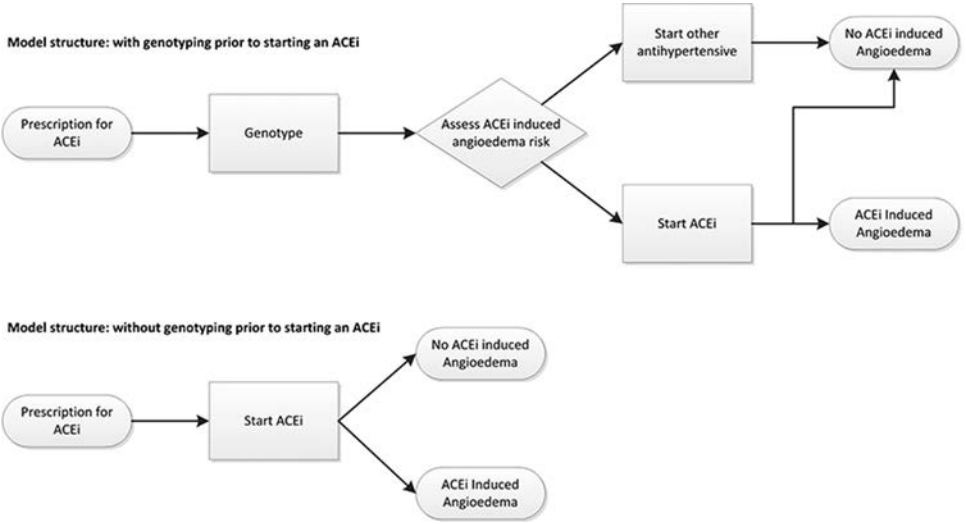 Model structure: with genotyping prior to starting an ACEi
Prescription for
ACEi
Genotype
Assess ACEi induced
angioedema risk
Start other
antihypertensive
No ACEi induced
Angioedema
Start ACEi
ACEi Induced
Angioedema
Model structure: without genotyping prior to starting an ACEi
Prescription for
ACEi
Start ACEi
No ACEi induced
Angioedema
ACEi Induced
Angioedema